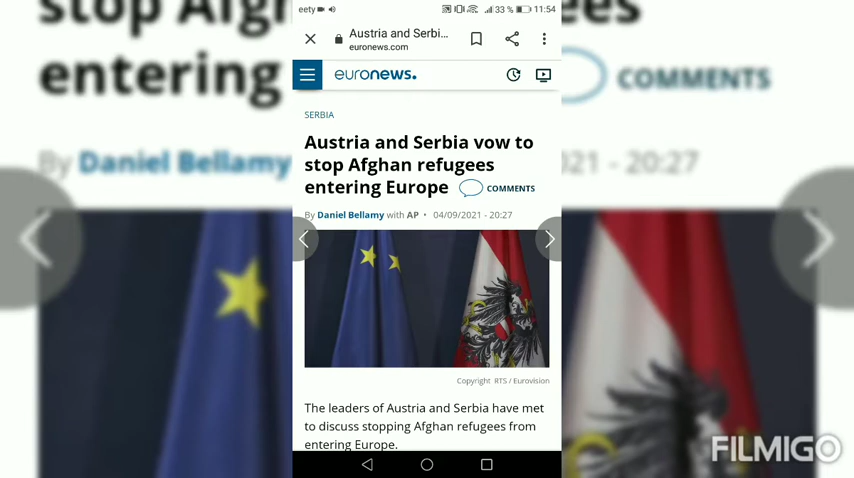 eety 33 % 11:54
Austria and Serbi...
euronews.com
euronews.
SERBIA
Austria and Serbia vow to
stop Afghan refugees
entering Europe COMMENTS
By Daniel Bellamy with AP • 04/09/2021 - 20:27
Copyright RTS / Eurovision
The leaders of Austria and Serbia have met
to discuss stopping Afghan refugees from
entering Europe.
entering
COMMENTS
By Daniel Bellamy
021 - 20:27
FILMIGO